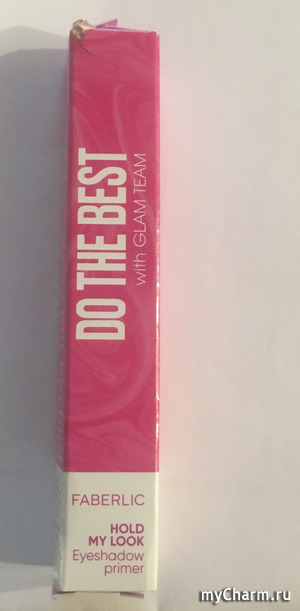 DO THE BEST
with GLAM TEAM
FABERLIC
HOLD
MY LOOK
Eyeshadow
primer
myCharm.ru